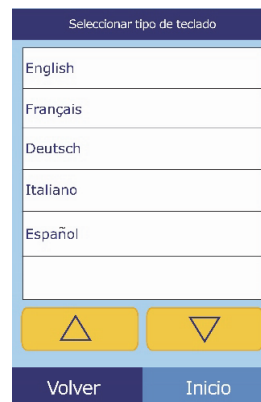 Seleccionar tipo de teclado
English
Français
Deutsch
Italiano
Español
Volver
Inicio